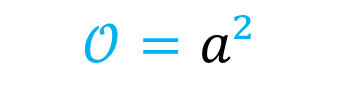 𝒪 = a²